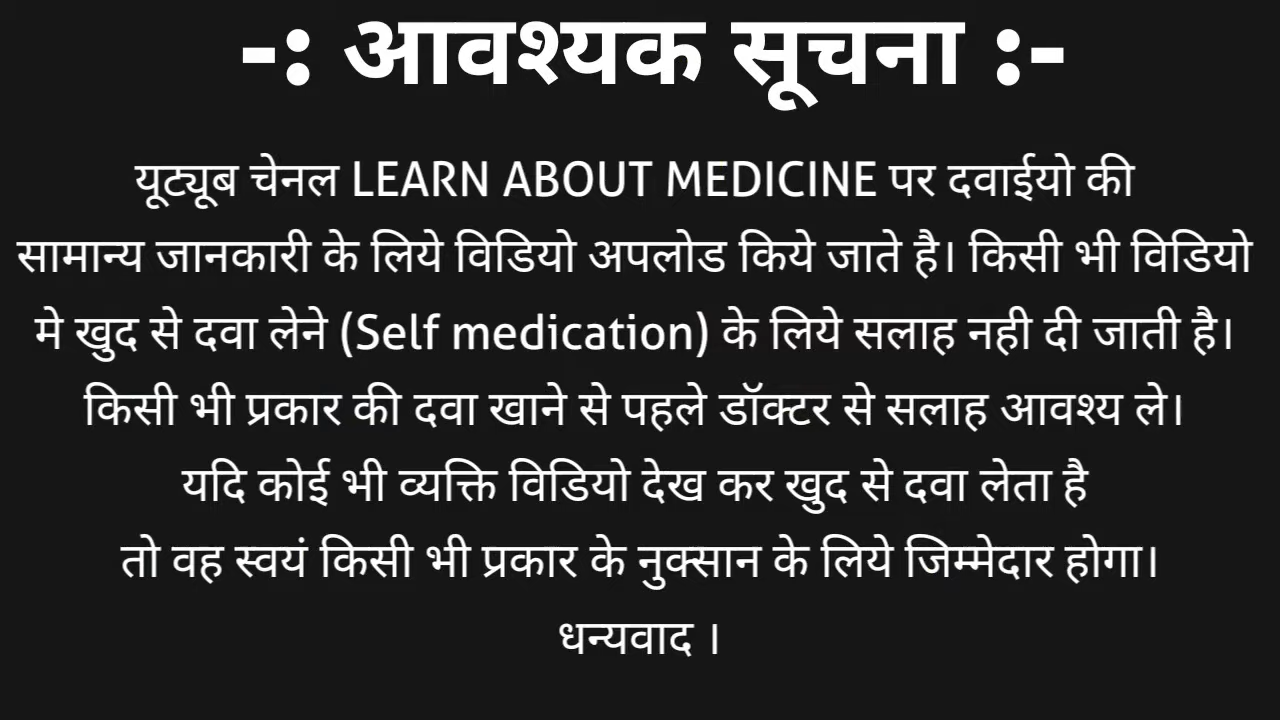 -: आवश्यक सूचना :-
यूट्यूब चेनल LEARN ABOUT MEDICINE पर दवाईयो की
सामान्य जानकारी के लिये विडियो अपलोड किये जाते है। किसी भी विडियो
मे खुद से दवा लेने (Self medication) के लिये सलाह नही दी जाती है।
किसी भी प्रकार की दवा खाने से पहले डॉक्टर से सलाह आवश्य ले।
यदि कोई भी व्यक्ति विडियो देख कर खुद से दवा लेता है
तो वह स्वयं किसी भी प्रकार के नुक्सान के लिये जिम्मेदार होगा।
धन्यवाद ।